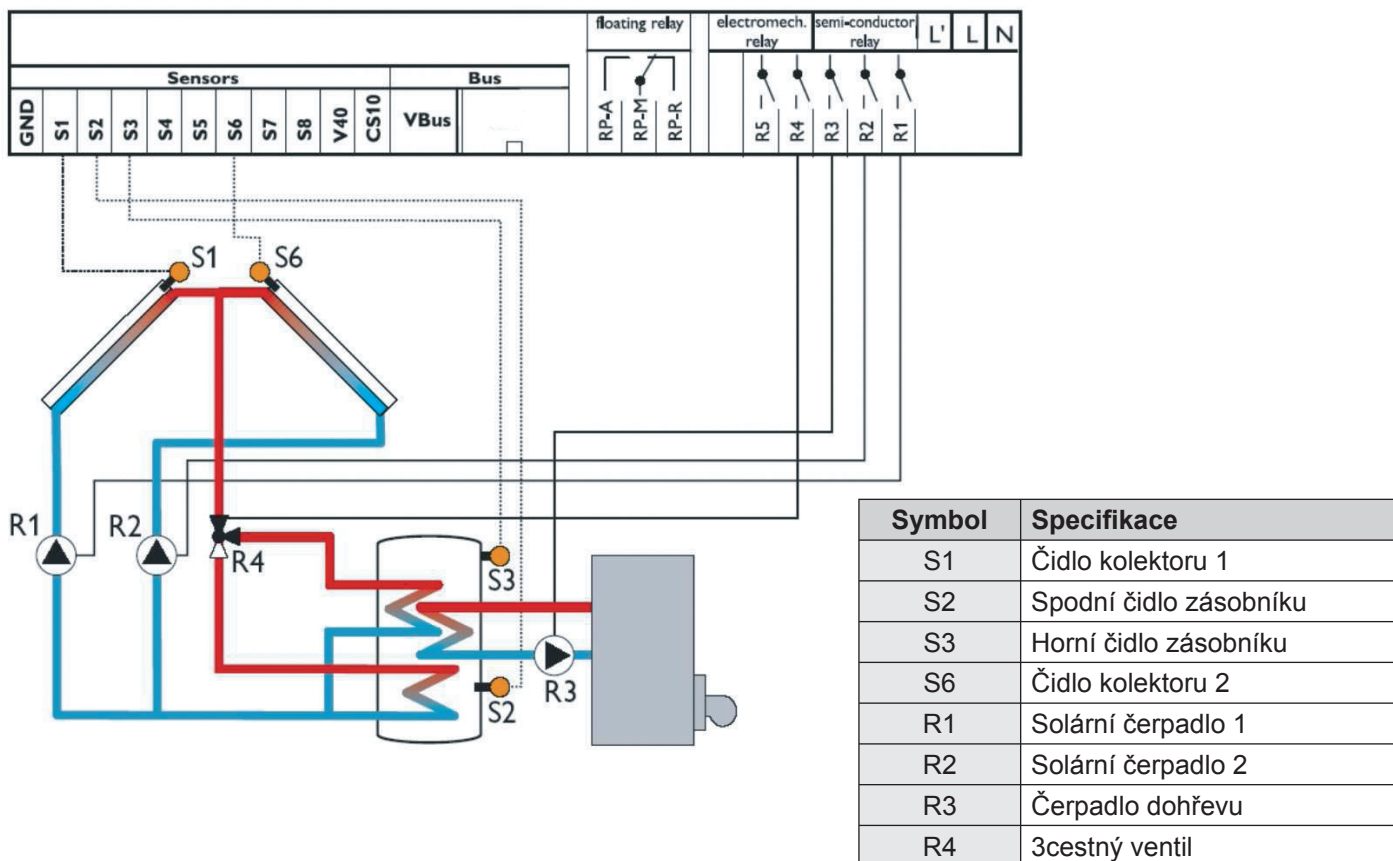 floating relay
electromech. relay
semi-conductor relay
L' L N
Sensors
Bus
GND S1 S2 S3 S4 S5 S6 S7 S8 V40 CS10 VBus
RP-A RP-M RP-R
R5 R4 R3 R2 R1
S1 S6
R1 R2 R4
S3
R3
S2
Symbol Specifikace
S1 Čidlo kolektoru 1
S2 Spodní čidlo zásobníku
S3 Horní čidlo zásobníku
S6 Čidlo kolektoru 2
R1 Solární čerpadlo 1
R2 Solární čerpadlo 2
R3 Čerpadlo dohřevu
R4 3cestný ventil